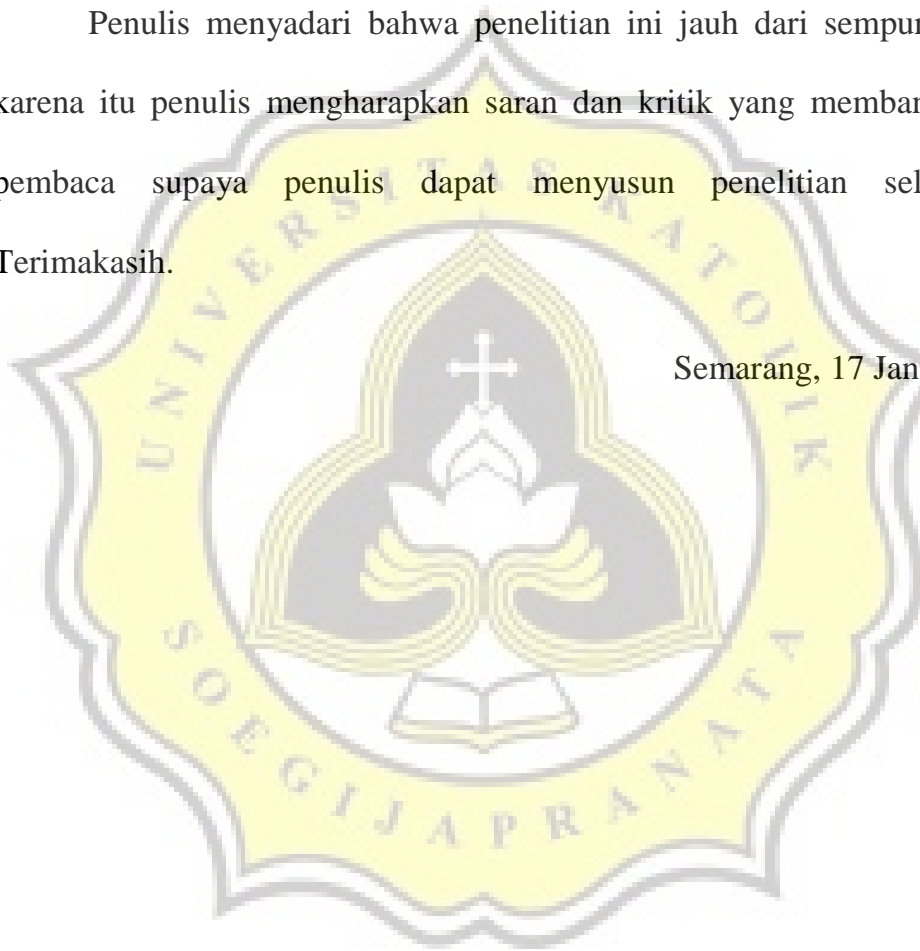 Penulis menyadari bahwa penelitian ini jauh dari sempur
karena itu penulis mengharapkan saran dan kritik yang memban
pembaca supaya penulis dapat menyusun penelitian sel
Terimakasih.
Semarang, 17 Jan
UNIVERSITAS KATOLIK
SOEGIJAPRANATA